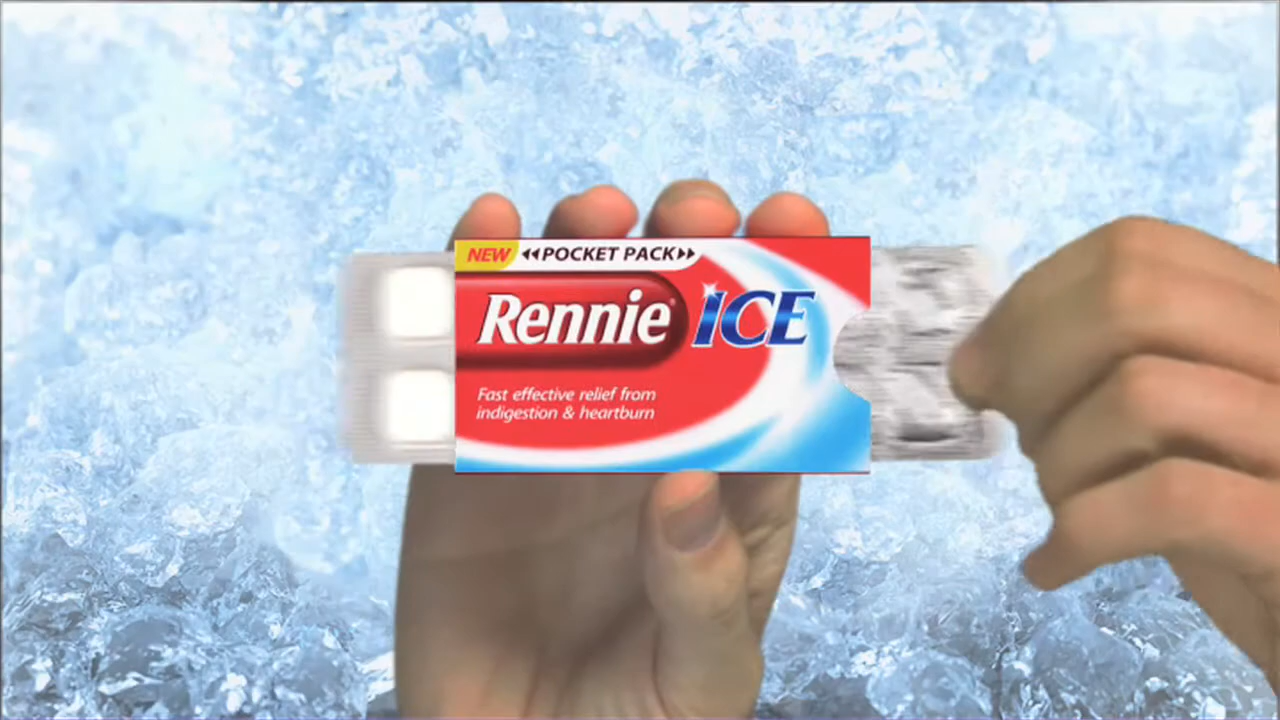 NEW POCKET PACK
Rennie® ICE
Fast effective relief from
indigestion & heartburn